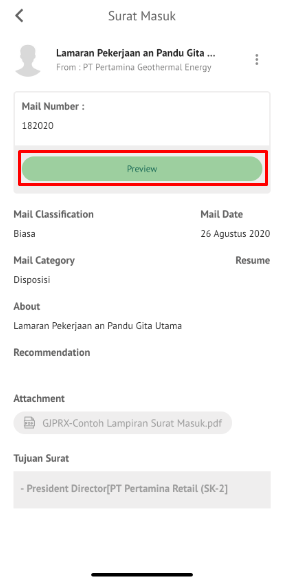 Surat Masuk
Lamaran Pekerjaan an Pandu Gita ...
From : PT Pertamina Geothermal Energy
Mail Number :
182020
Preview
Mail Classification Mail Date
Biasa 26 Agustus 2020
Mail Category Resume
Disposisi
About
Lamaran Pekerjaan an Pandu Gita Utama
Recommendation
Attachment
GJPRX-Contoh Lampiran Surat Masuk.pdf
Tujuan Surat
- President Director[PT Pertamina Retail (SK-2]